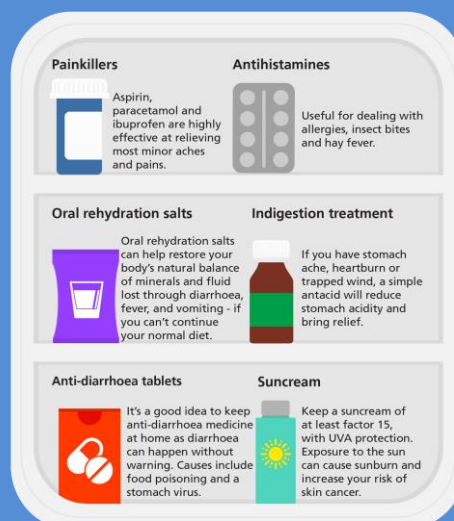 Painkillers
Aspirin,
paracetamol and
ibuprofen are highly
effective at relieving
most minor aches
and pains.
Antihistamines
Useful for dealing with
allergies, insect bites
and hay fever.
Oral rehydration salts
Oral rehydration salts
can help restore your
body's natural balance
of minerals and fluid
lost through diarrhoea,
fever, and vomiting - if
you can't continue
your normal diet.
Indigestion treatment
If you have stomach
ache, heartburn or
trapped wind, a simple
antacid will reduce
stomach acidity and
bring relief.
Anti-diarrhoea tablets
It's a good idea to keep
anti-diarrhoea medicine
at home as diarrhoea
can happen without
warning. Causes include
food poisoning and a
stomach virus.
Suncream
Keep a suncream of
at least factor 15,
with UVA protection.
Exposure to the sun
can cause sunburn and
increase your risk of
skin cancer.